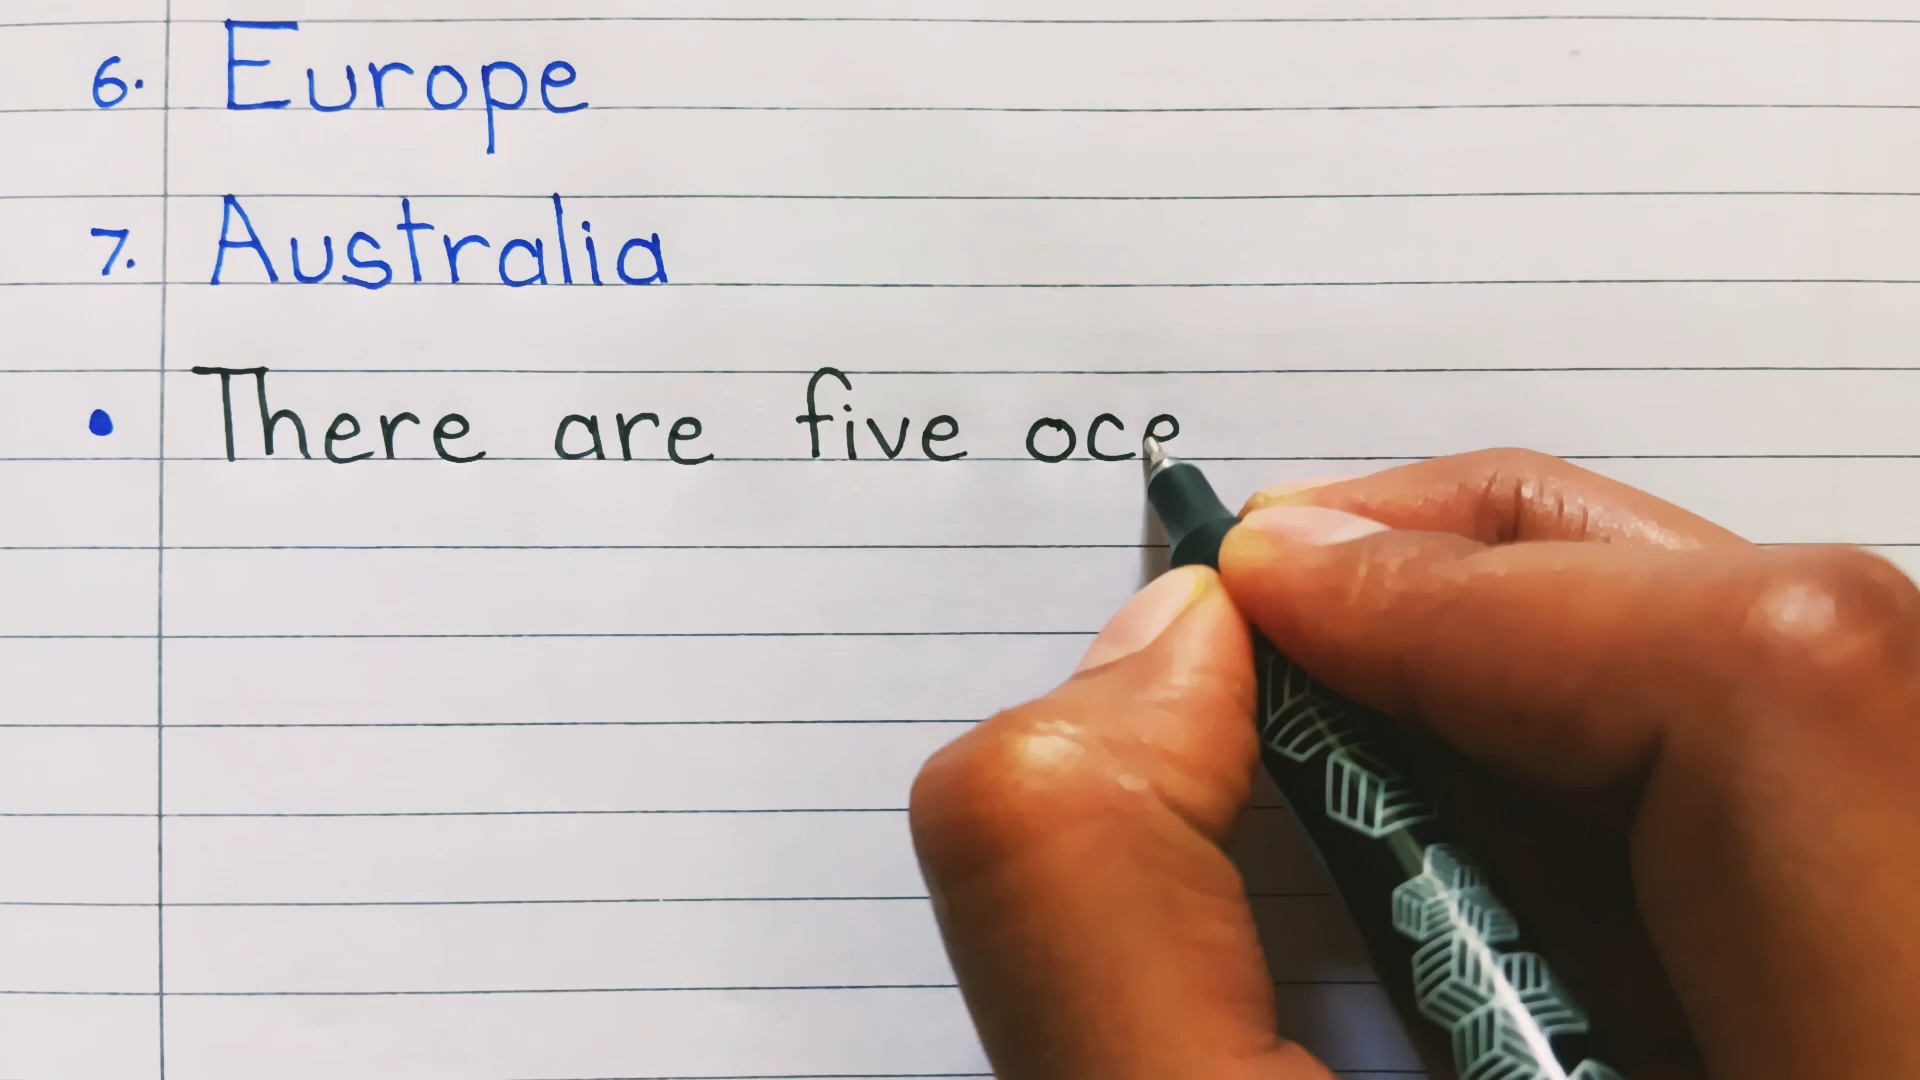 6. Europe
7. Australia
• There are five oce